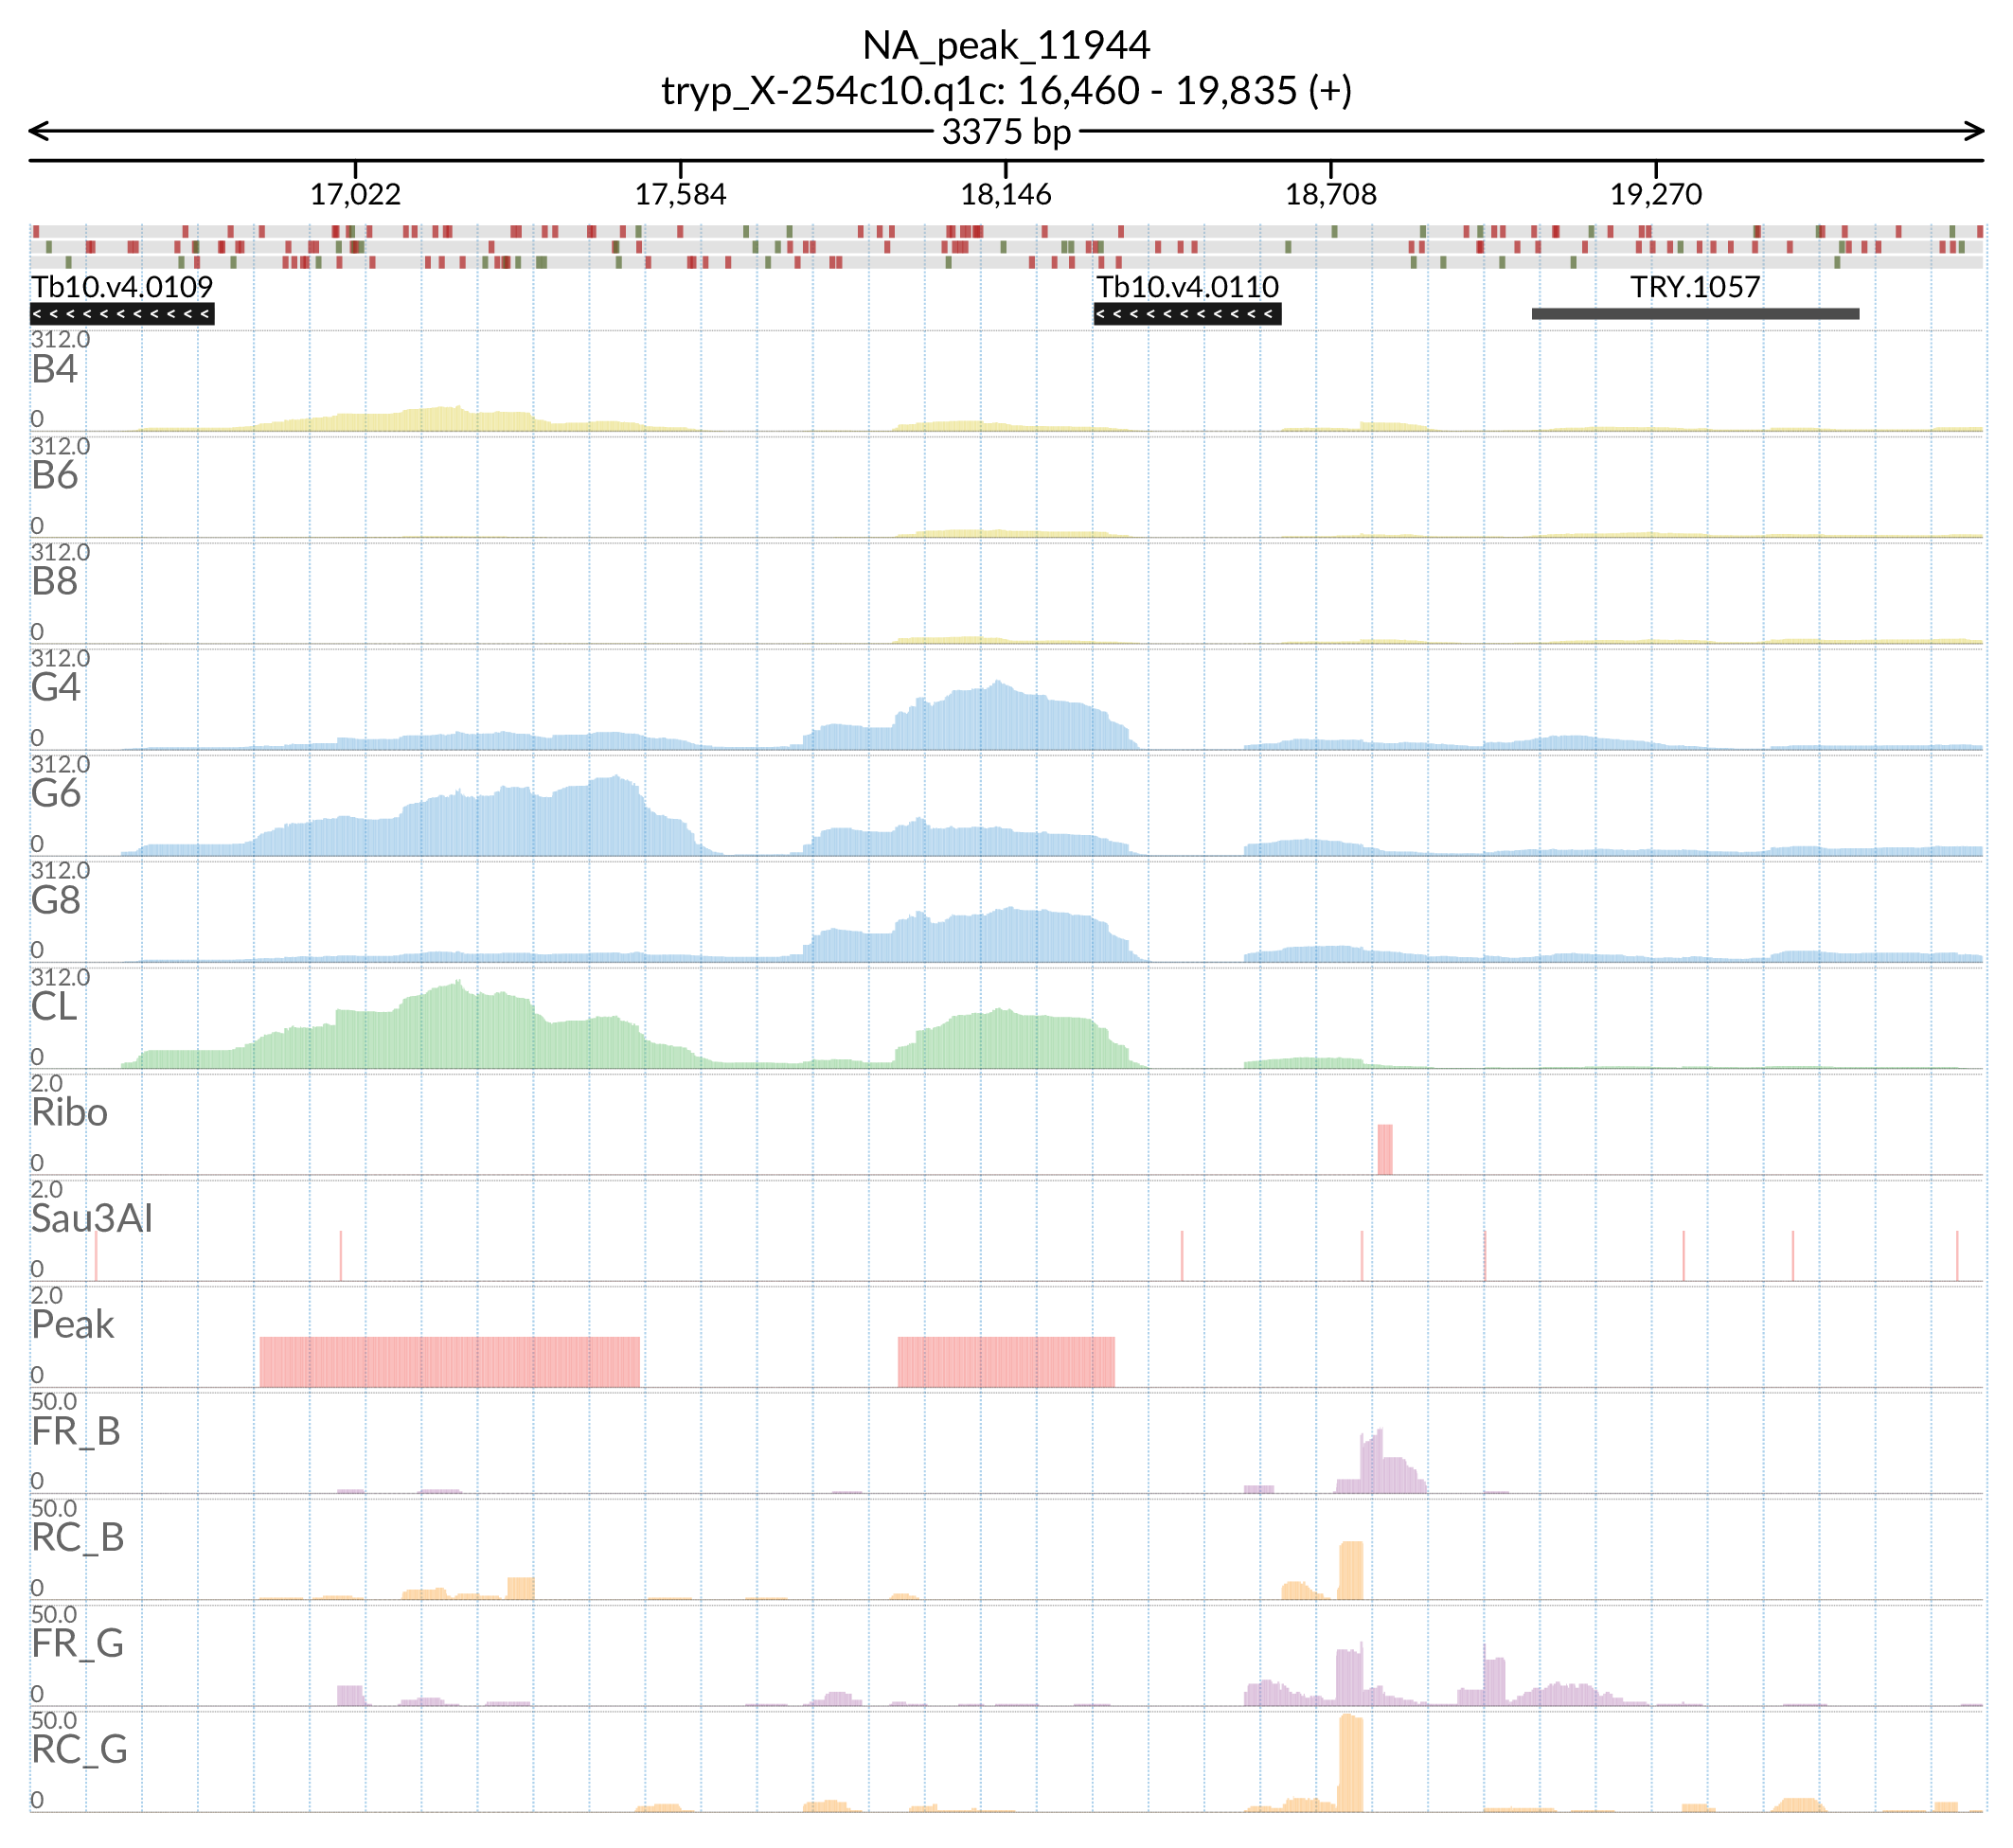 NA_peak_11944
tryp_X-254c10.q1c: 16,460 - 19,835 (+)
3375 bp
17,022 17,584 18,146 18,708 19,270
Tb10.v4.0109 Tb10.v4.0110 TRY.1057
312.0
B4
0
312.0
B6
0
312.0
B8
0
312.0
G4
0
312.0
G6
0
312.0
G8
0
312.0
CL
0
2.0
Ribo
0
2.0
Sau3AI
0
2.0
Peak
0
50.0
FR_B
0
50.0
RC_B
0
50.0
FR_G
0
50.0
RC_G
0